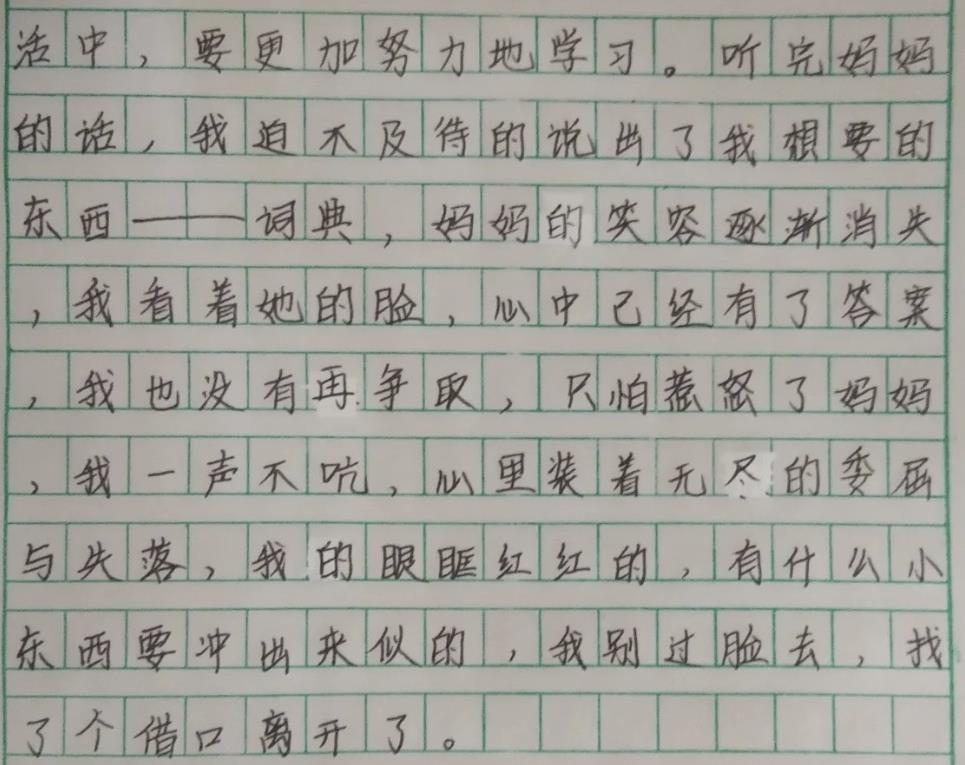 活中，要更加努力地学习。听完妈妈
的话，我迫不及待的说出了我想要的
东西——词典，妈妈的笑容逐渐消失
，我看着她的脸，心中已经有了答案
，我也没有再争取，只怕惹怒了妈妈
，我一声不吭，心里装着无尽的委屈
与失落，我的眼眶红红的，有什么小
东西要冲出来似的，我别过脸去，找
了个借口离开了。